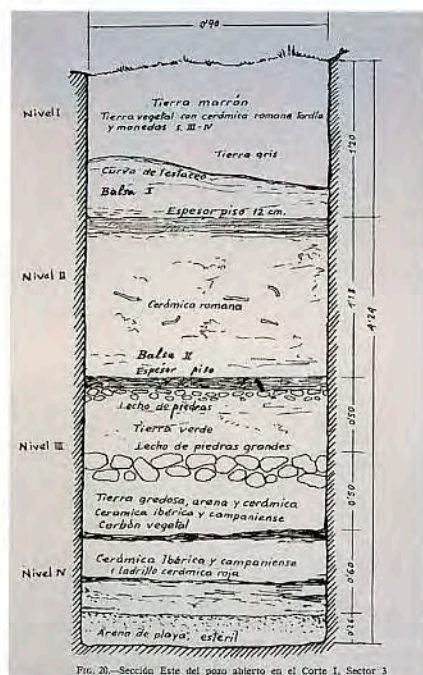 0'90
Nivel I
Tierra marrón
Tierra vegetal con cerámica romana tardía
y monedas s. III-IV
Tierra gris
Curva de testaceo
Balsa I
Espesor piso 12 cm.
1'20
Nivel II
Cerámica romana
1'18
4'24
Balsa II
Espesor piso
Lecho de piedras
Tierra verde
0'50
Nivel III
Lecho de piedras grandes
Tierra gredosa, arena y cerámica
Ceramica ibérica y campaniense
Carbón vegetal
0'50
Nivel IV
Cerámica Ibérica y campaniense
ladrillo cerámica roja
0'60
Arena de playa, estéril
FIG. 20.—Sección Este del pozo abierto en el Corte I, Sector 3